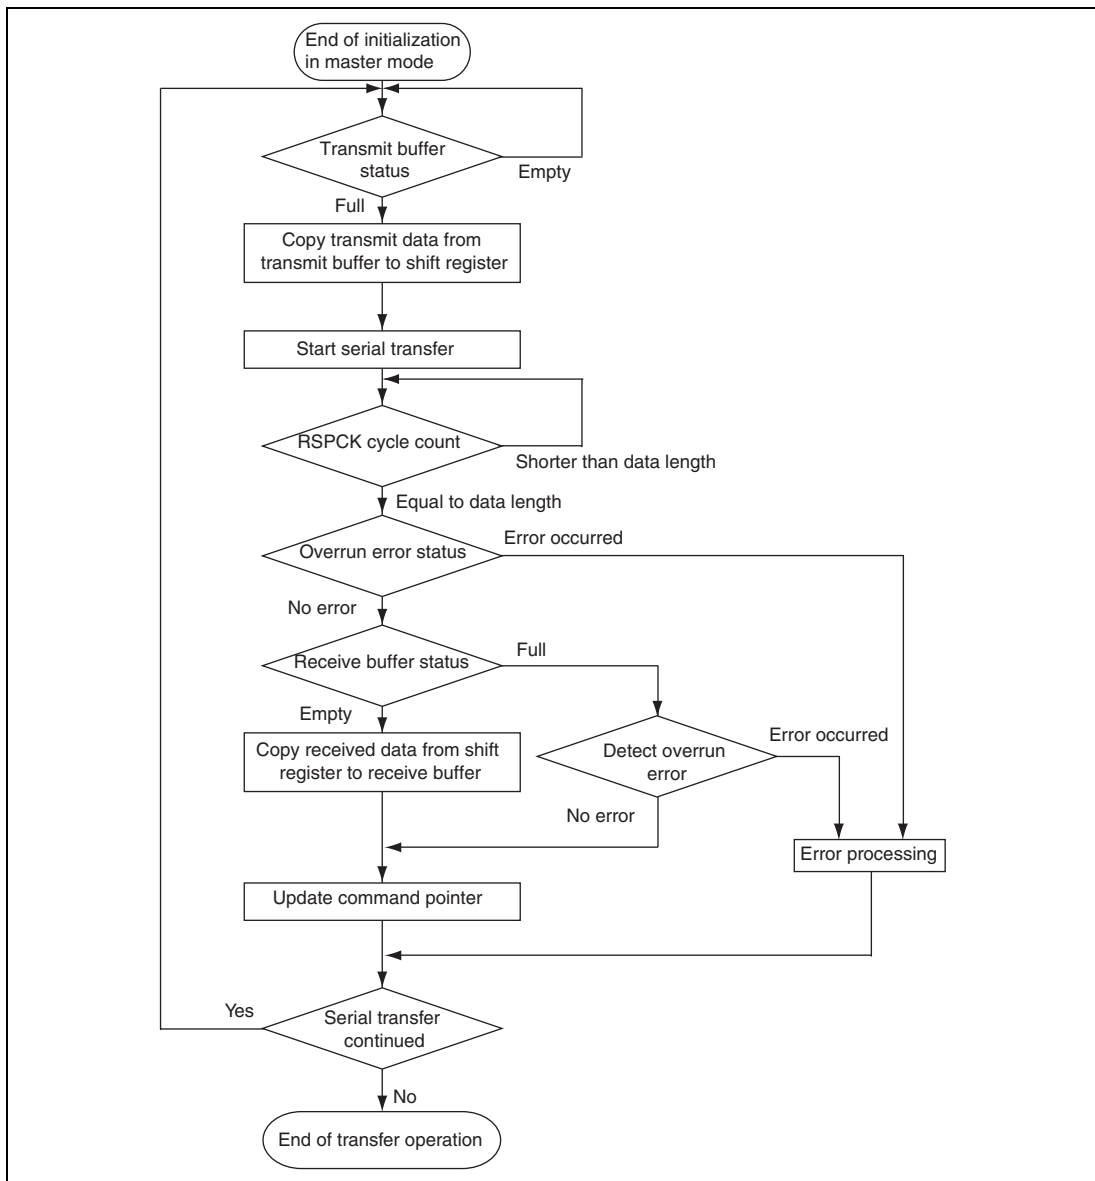 End of initialization
in master mode
Transmit buffer
status
Empty
Full
Copy transmit data from
transmit buffer to shift register
Start serial transfer
RSPCK cycle count
Shorter than data length
Equal to data length
Overrun error status
Error occurred
No error
Receive buffer status
Full
Empty
Copy received data from shift
register to receive buffer
Detect overrun
error
Error occurred
No error
Error processing
Update command pointer
Serial transfer
continued
Yes
No
End of transfer operation